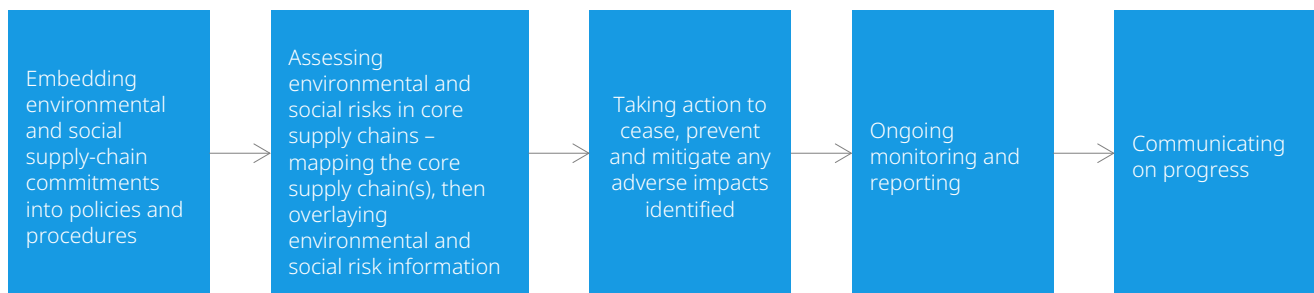 Embedding
environmental
and social
supply-chain
commitments
into policies and
procedures
Assessing
environmental and
social risks in core
supply chains –
mapping the core
supply chain(s), then
overlaying
environmental and
social risk information
Taking action to
cease, prevent
and mitigate any
adverse impacts
identified
Ongoing
monitoring and
reporting
Communicating
on progress